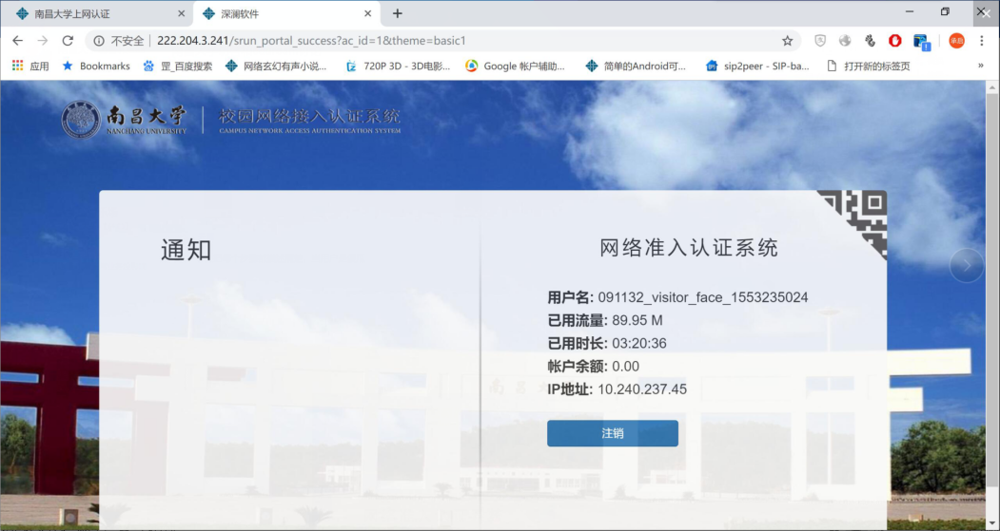 南昌大学上网认证
深澜软件
不安全 | 222.204.3.241/srun_portal_success?ac_id=1&theme=basic1
应用 Bookmarks 罡_百度搜索 网络玄幻有声小说... 720P 3D - 3D电影... Google 帐户辅助... 简单的Android可... sip2peer - SIP-ba... 打开新的标签页 »
南昌大学 校园网络接入认证系统
NANCHANG UNIVERSITY CAMPUS NETWORK ACCESS AUTHENTICATION SYSTEM
通知
网络准入认证系统
用户名: 091132_visitor_face_1553235024
已用流量: 89.95 M
已用时长: 03:20:36
帐户余额: 0.00
IP地址: 10.240.237.45
注销